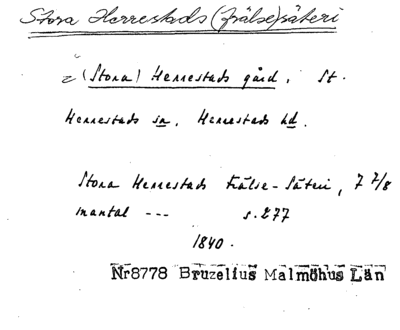 Stora Herrestads (frälse)säteri
= (Stora) Herrestads gård, St.
Herrestads sn, Herrestads hd.
Stora Herrestads Frälse-Säteri, 7 7/8
mantal --- s. 277
1840.
Nr8778 Bruzelius Malmöhus Län